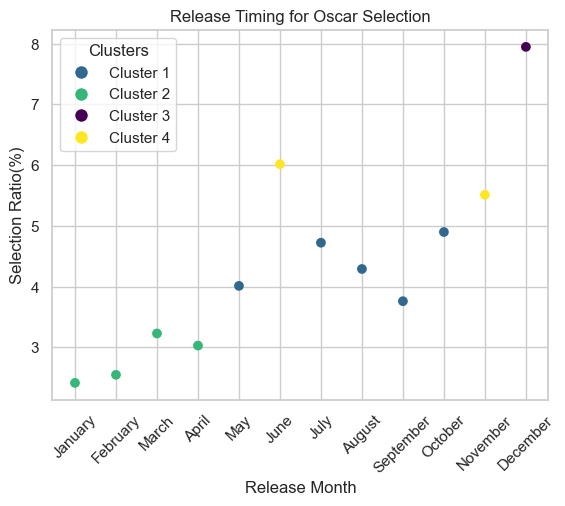 Release Timing for Oscar Selection
Clusters
Cluster 1
Cluster 2
Cluster 3
Cluster 4
Selection Ratio(%)
8
7
6
5
4
3
January
February
March
April
May
June
July
August
September
October
November
December
Release Month